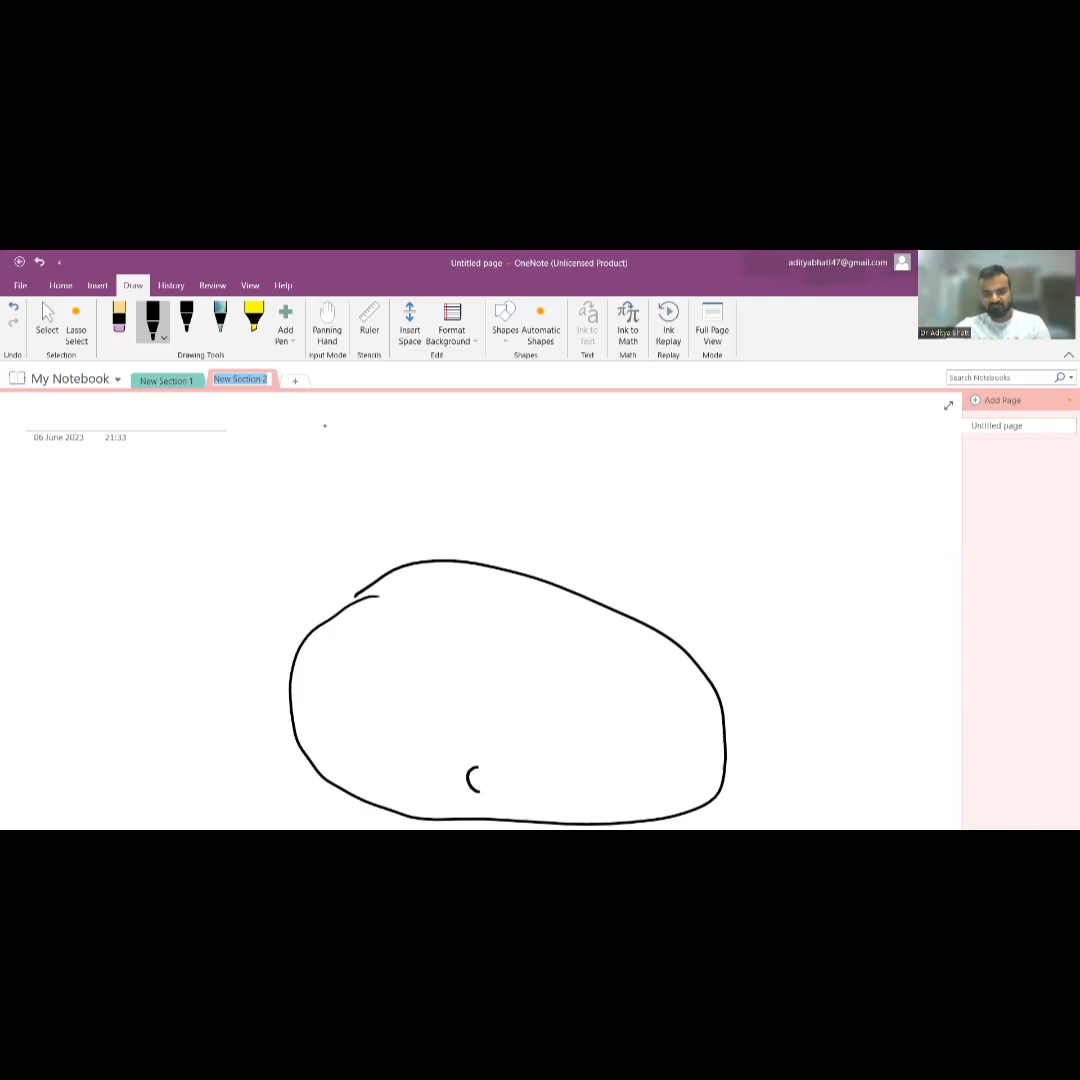 Untitled page - OneNote (Unlicensed Product)
adityabhatt47@gmail.com
File Home Insert Draw History Review View Help
Select
Lasso Select
Add Pen
Panning Hand
Ruler
Insert Space
Format Background
Shapes
Automatic Shapes
Ink to Text
Ink to Math
Ink Replay
Full Page View
Undo Selection Drawing Tools Input Mode Stencils Edit Shapes Text Math Replay Mode
Dr Aditya Bhatt
My Notebook New Section 1 New Section 2 +
Search Notebooks
Add Page
Untitled page
06 June 2023 21:33